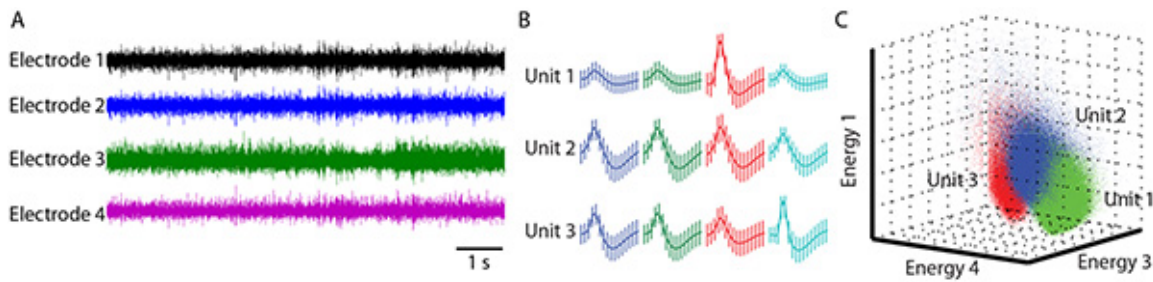 A
Electrode 1
Electrode 2
Electrode 3
Electrode 4
1 s
B
Unit 1
Unit 2
Unit 3
C
Energy 1
Unit 2
Unit 3
Unit 1
Energy 4
Energy 3